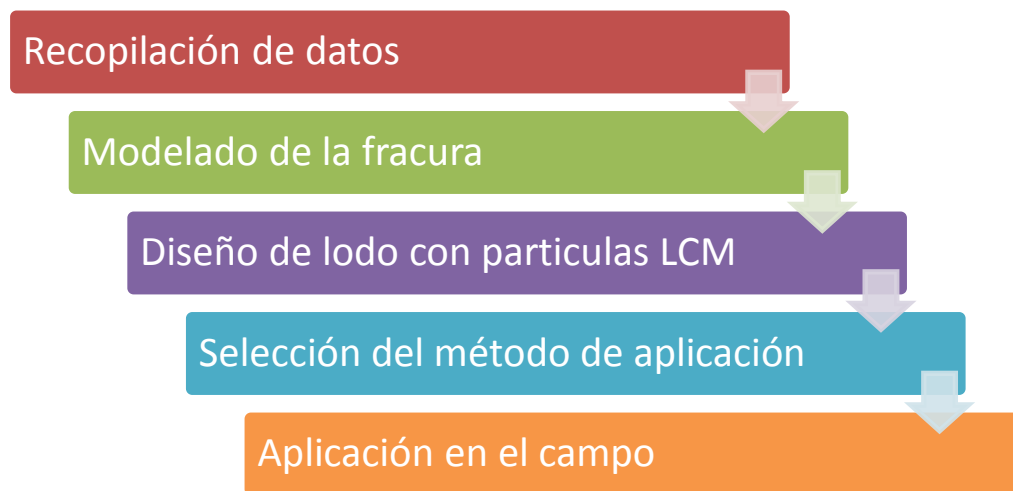 Recopilación de datos
Modelado de la fracura
Diseño de lodo con particulas LCM
Selección del método de aplicación
Aplicación en el campo